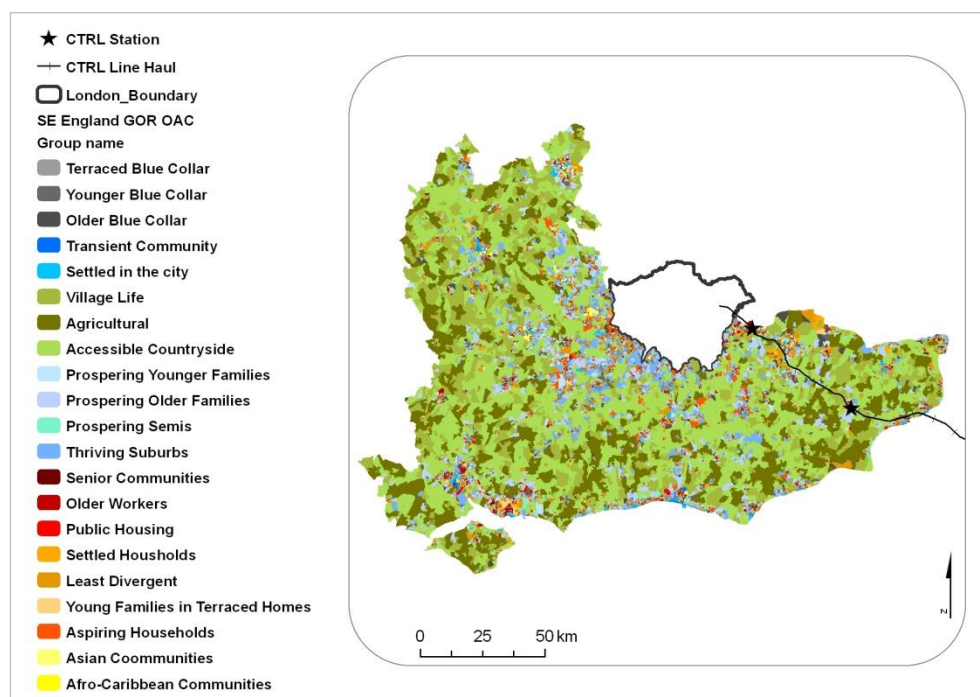 CTRL Station
CTRL Line Haul
London_Boundary
SE England GOR OAC
Group name
Terraced Blue Collar
Younger Blue Collar
Older Blue Collar
Transient Community
Settled in the city
Village Life
Agricultural
Accessible Countryside
Prospering Younger Families
Prospering Older Families
Prospering Semis
Thriving Suburbs
Senior Communities
Older Workers
Public Housing
Settled Housholds
Least Divergent
Young Families in Terraced Homes
Aspiring Households
Asian Coommunities
Afro-Caribbean Communities
0 25 50 km
N